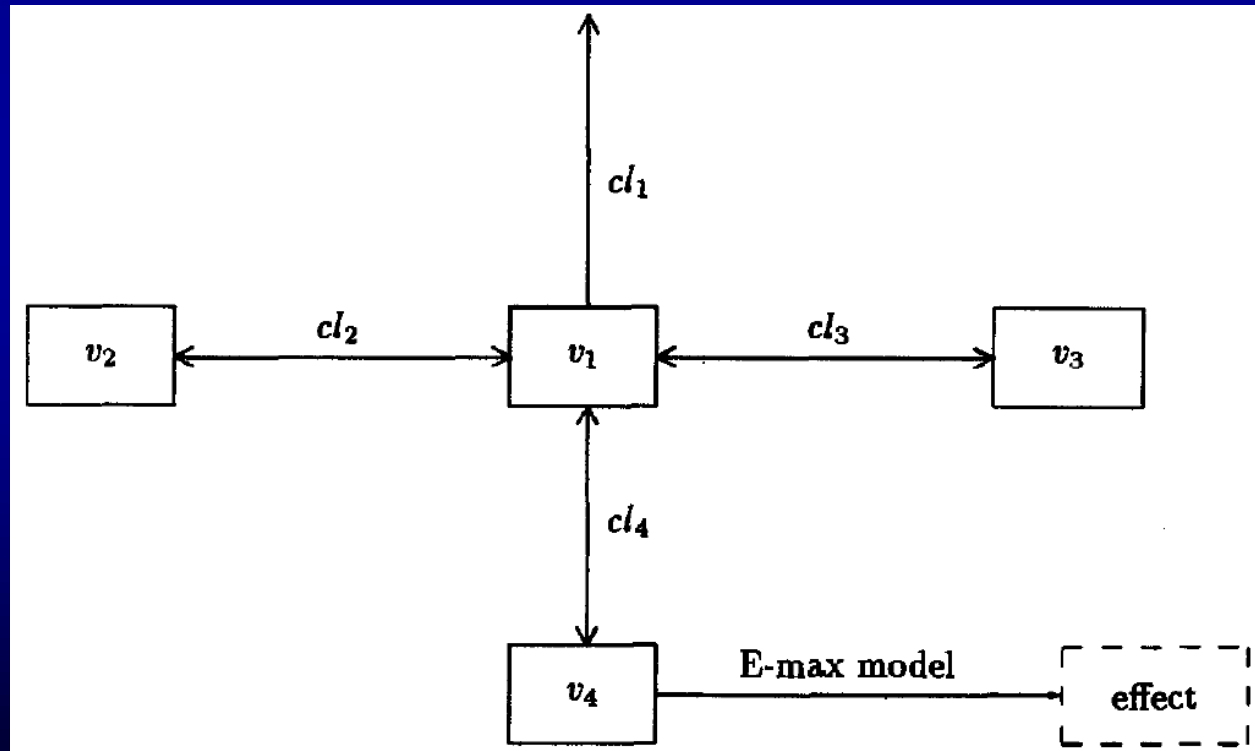 cl₁
v₂
cl₂
v₁
cl₃
v₃
cl₄
v₄
E-max model
effect